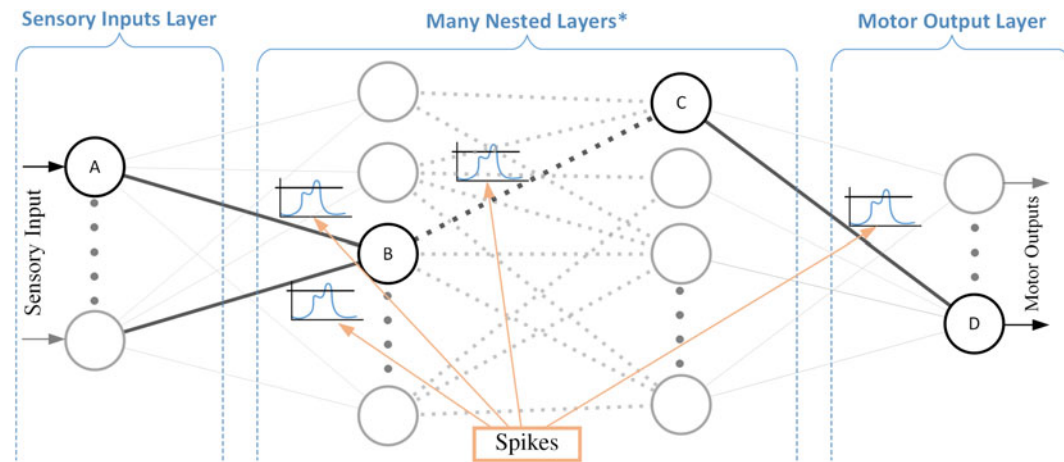 Sensory Inputs Layer
Many Nested Layers*
Motor Output Layer
Sensory Input
A
B
C
D
Motor Outputs
Spikes